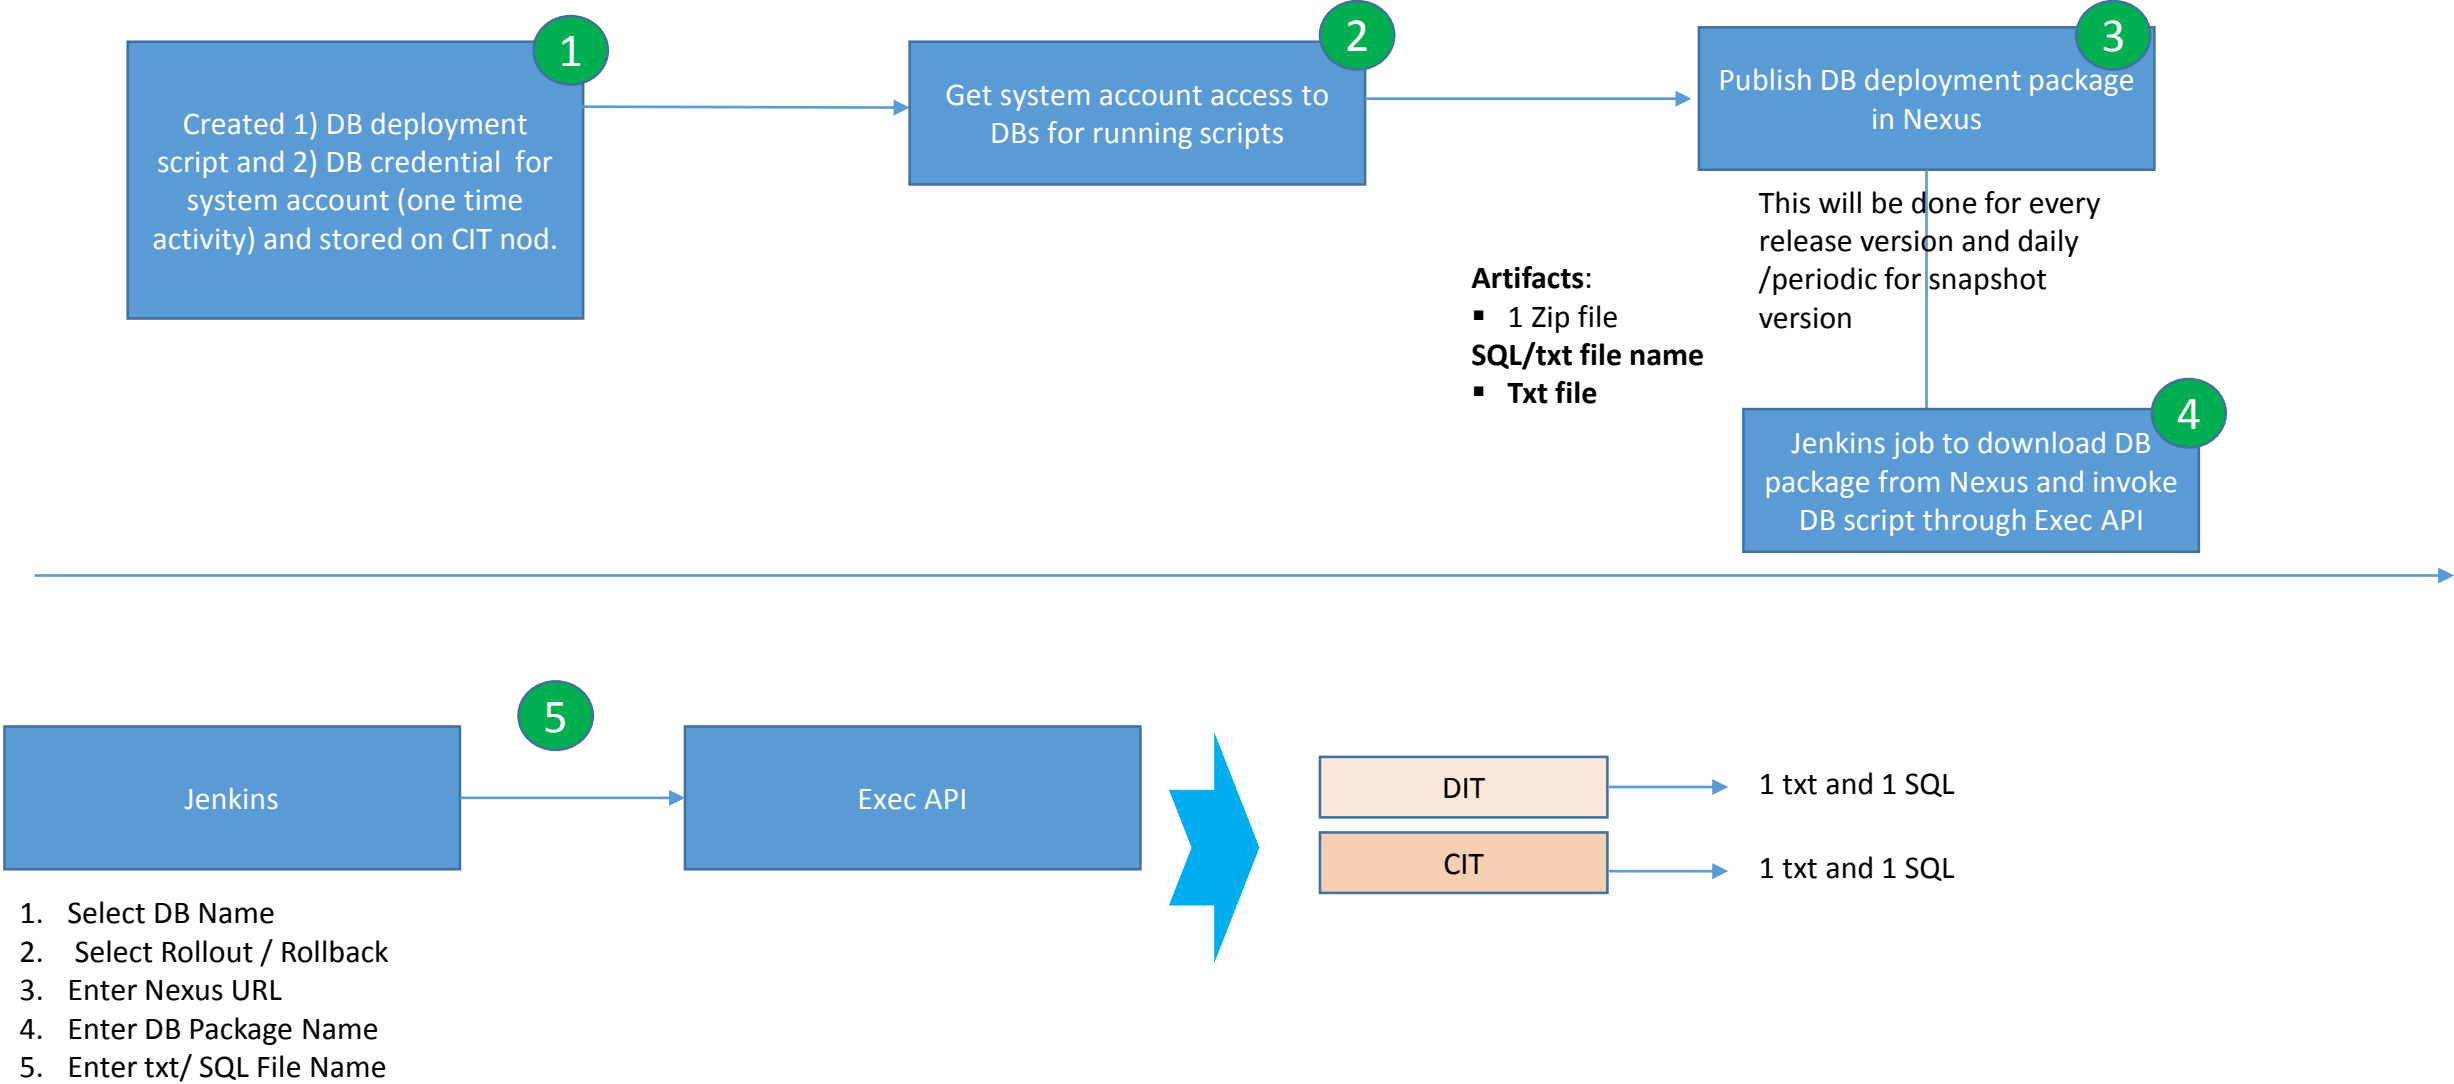 1
Created 1) DB deployment
script and 2) DB credential for
system account (one time
activity) and stored on CIT nod.
2
Get system account access to
DBs for running scripts
3
Publish DB deployment package
in Nexus
This will be done for every
release version and daily
/periodic for snapshot
version
Artifacts:
▪ 1 Zip file
SQL/txt file name
▪ Txt file
4
Jenkins job to download DB
package from Nexus and invoke
DB script through Exec API
5
Jenkins
Exec API
DIT
1 txt and 1 SQL
CIT
1 txt and 1 SQL
1. Select DB Name
2. Select Rollout / Rollback
3. Enter Nexus URL
4. Enter DB Package Name
5. Enter txt/ SQL File Name